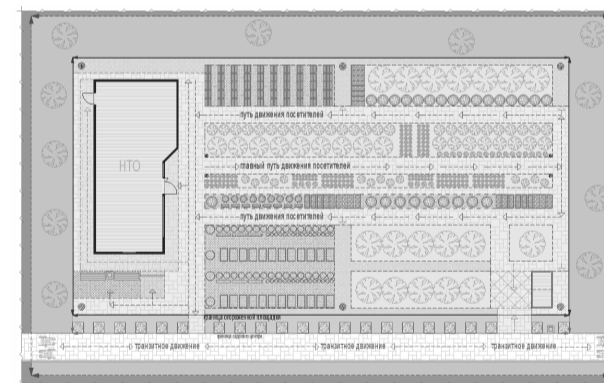 путь движения посетителей
НТО
главный путь движения посетителей
путь движения посетителей
граница огороженной площадки
транзитное движение транзитное движение транзитное движение